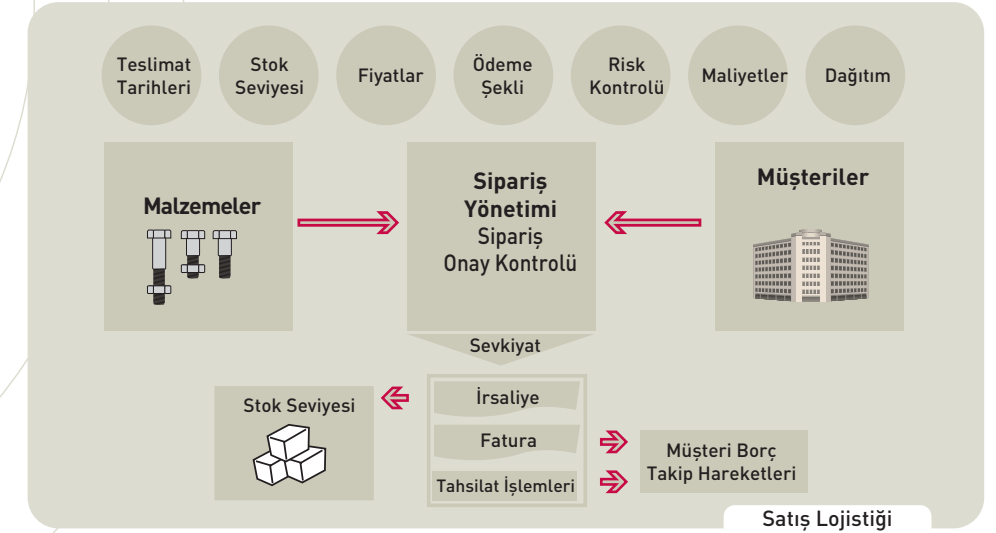 Teslimat
Tarihleri
Stok
Seviyesi
Fiyatlar
Ödeme
Şekli
Risk
Kontrolü
Maliyetler
Dağıtım
Malzemeler
Sipariş
Yönetimi
Sipariş
Onay Kontrolü
Müşteriler
Sevkiyat
Stok Seviyesi
İrsaliye
Fatura
Tahsilat İşlemleri
Müşteri Borç
Takip Hareketleri
Satış Lojistiği